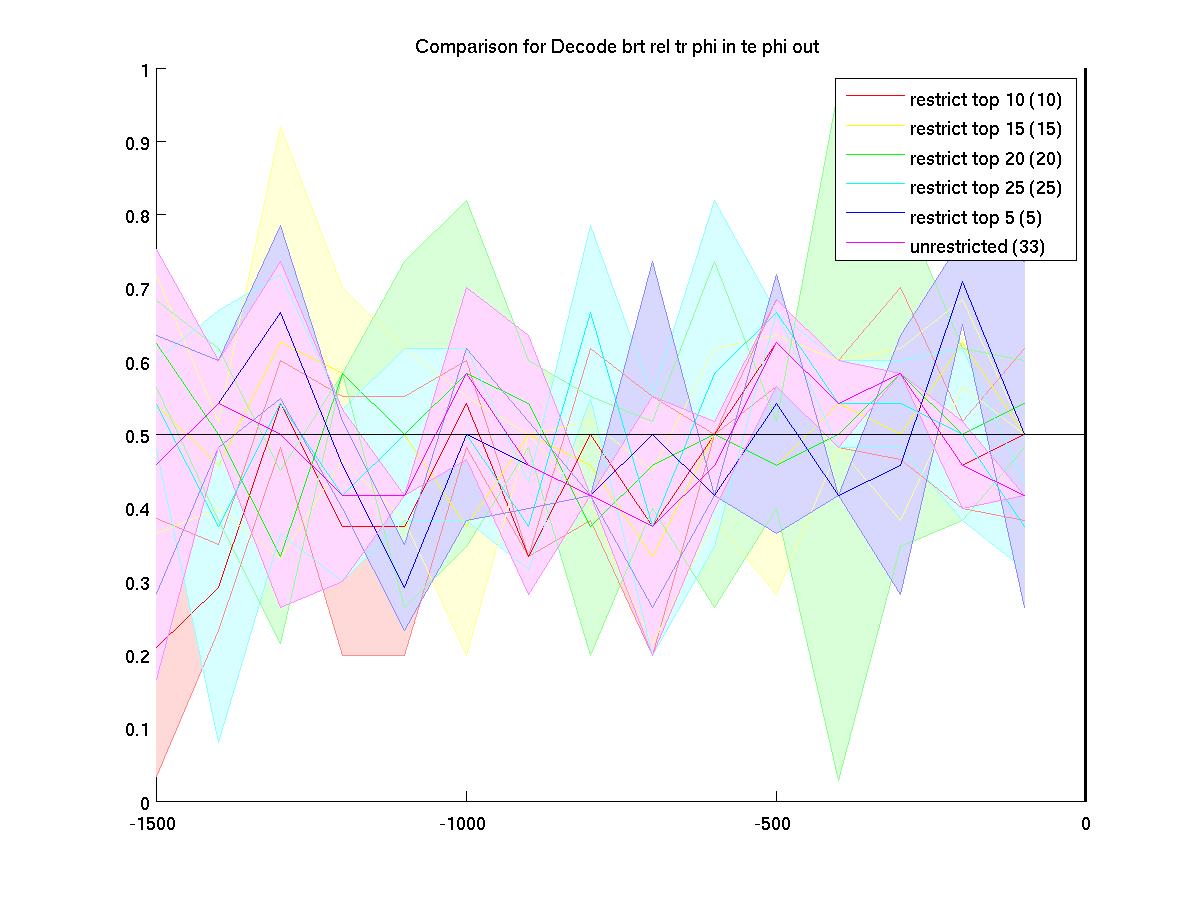 Comparison for Decode brt rel tr phi in te phi out
1
0.9
0.8
0.7
0.6
0.5
0.4
0.3
0.2
0.1
0
-1500
-1000
-500
0
restrict top 10 (10)
restrict top 15 (15)
restrict top 20 (20)
restrict top 25 (25)
restrict top 5 (5)
unrestricted (33)